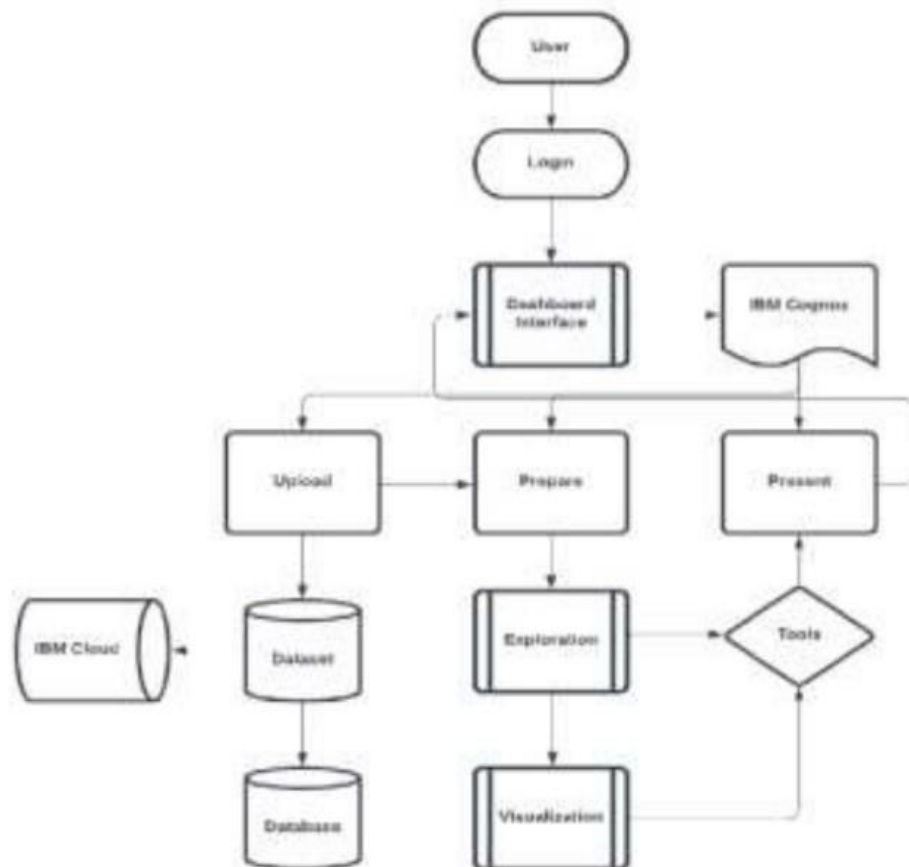 User
Login
Dashboard
Interface
IBM Cognos
Upload
Prepare
Present
IBM Cloud
Dataset
Exploration
Tools
Database
Visualization